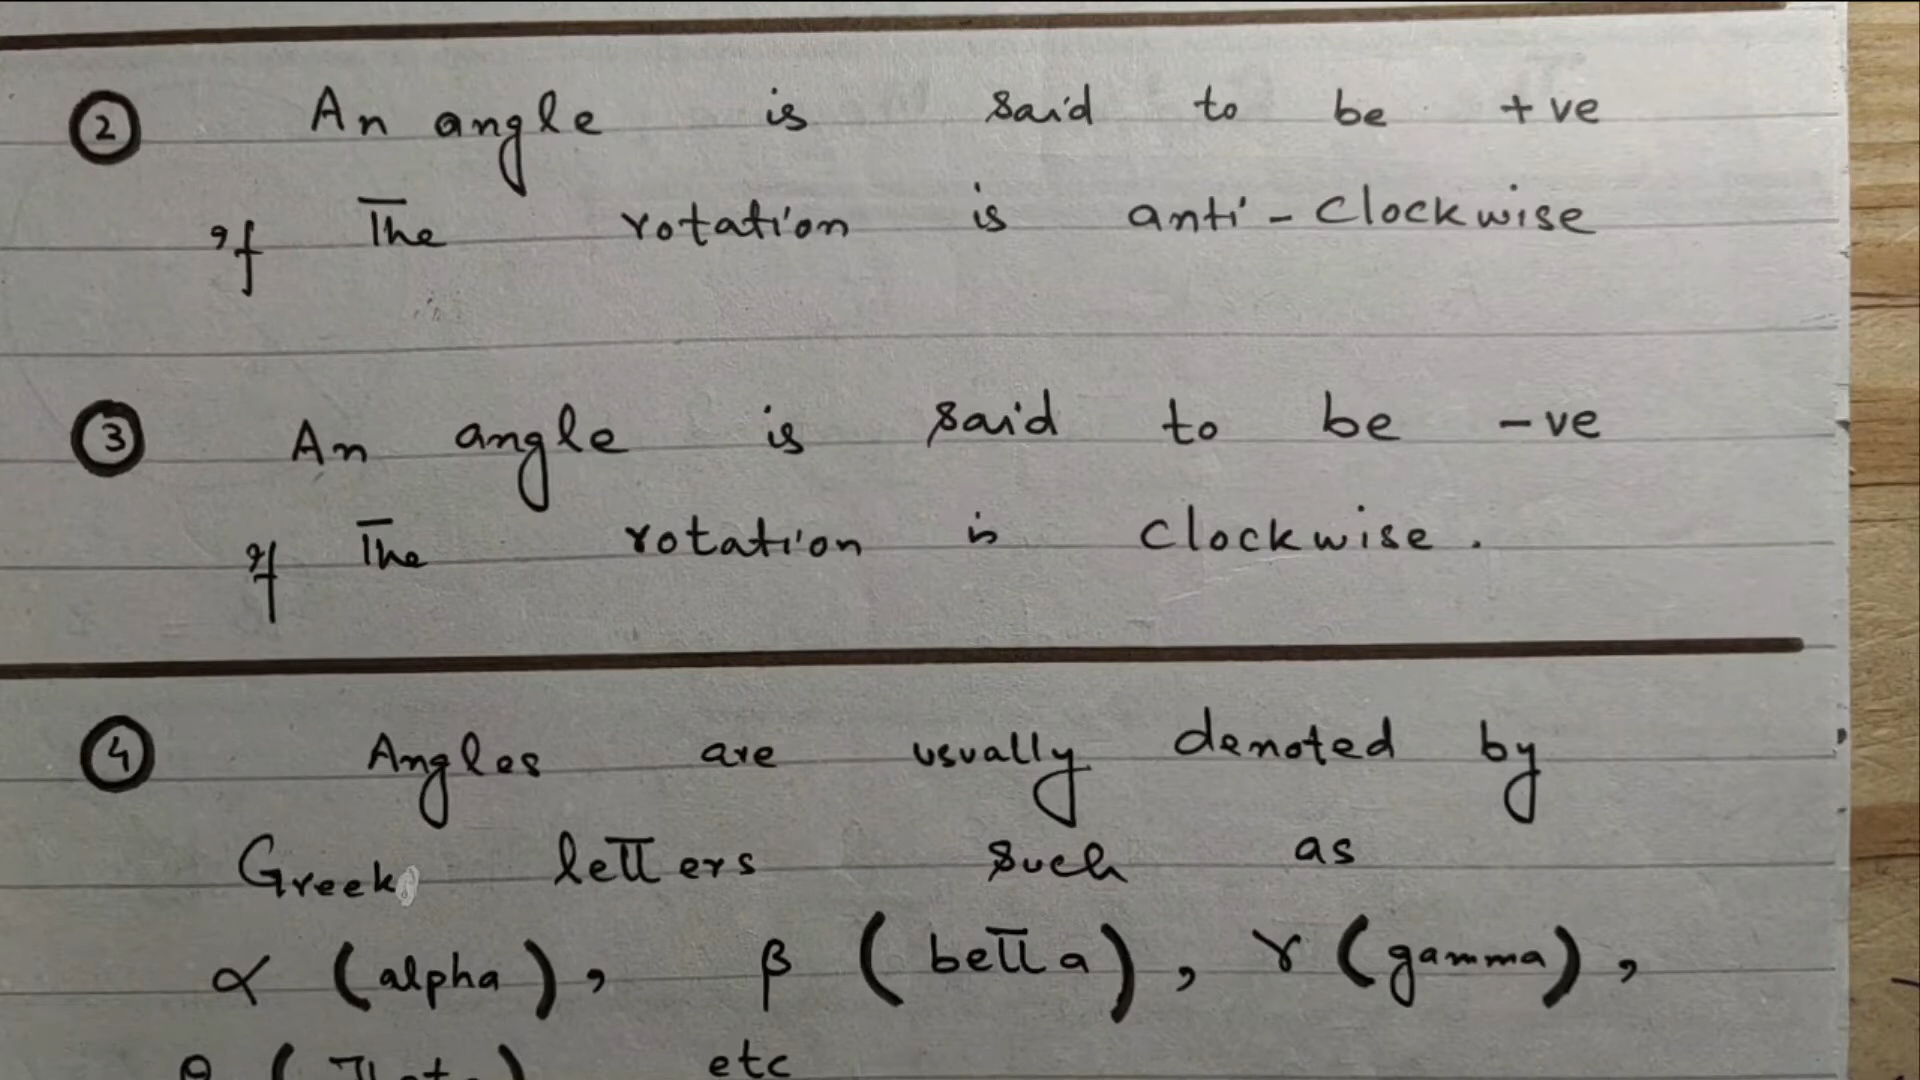 ② An angle is said to be +ve
if The rotation is anti-clockwise
③ An angle is said to be -ve
if The rotation is clockwise.
④ Angles are usually denoted by
Greek letters such as
α (alpha), β (betta), γ (gamma),
θ (Theta) etc